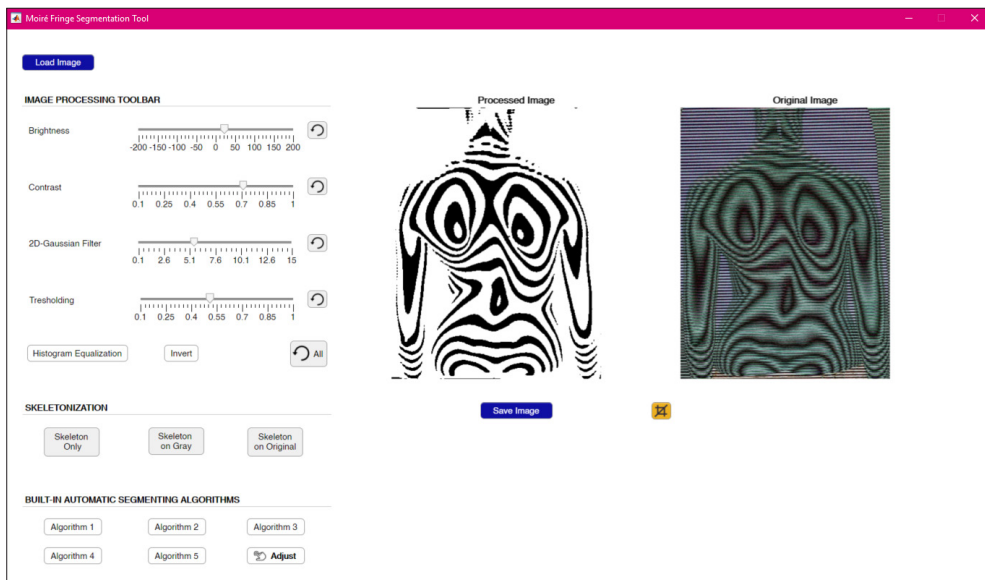 Moiré Fringe Segmentation Tool
Load Image
IMAGE PROCESSING TOOLBAR
Processed Image
Original Image
Brightness
-200 -150 -100 -50 0 50 100 150 200
Contrast
0.1 0.25 0.4 0.55 0.7 0.85 1
2D-Gaussian Filter
0.1 2.6 5.1 7.6 10.1 12.6 15
Tresholding
0.1 0.25 0.4 0.55 0.7 0.85 1
Histogram Equalization
Invert
All
SKELETONIZATION
Save Image
Skeleton
Only
Skeleton
on Gray
Skeleton
on Original
BUILT-IN AUTOMATIC SEGMENTING ALGORITHMS
Algorithm 1
Algorithm 2
Algorithm 3
Algorithm 4
Algorithm 5
Adjust